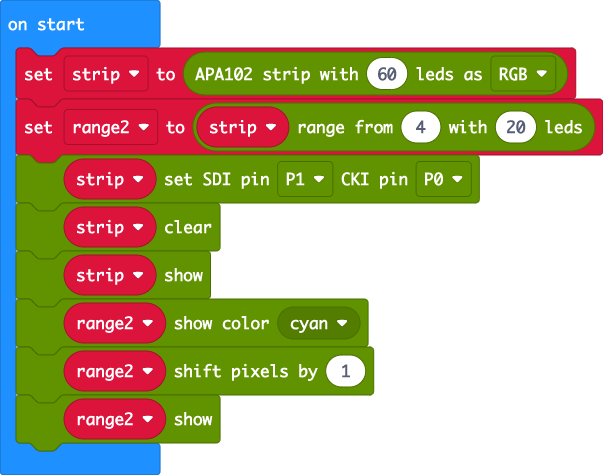 on start
set strip to APA102 strip with 60 leds as RGB
set range2 to strip range from 4 with 20 leds
strip set SDI pin P1 CKI pin P0
strip clear
strip show
range2 show color cyan
range2 shift pixels by 1
range2 show